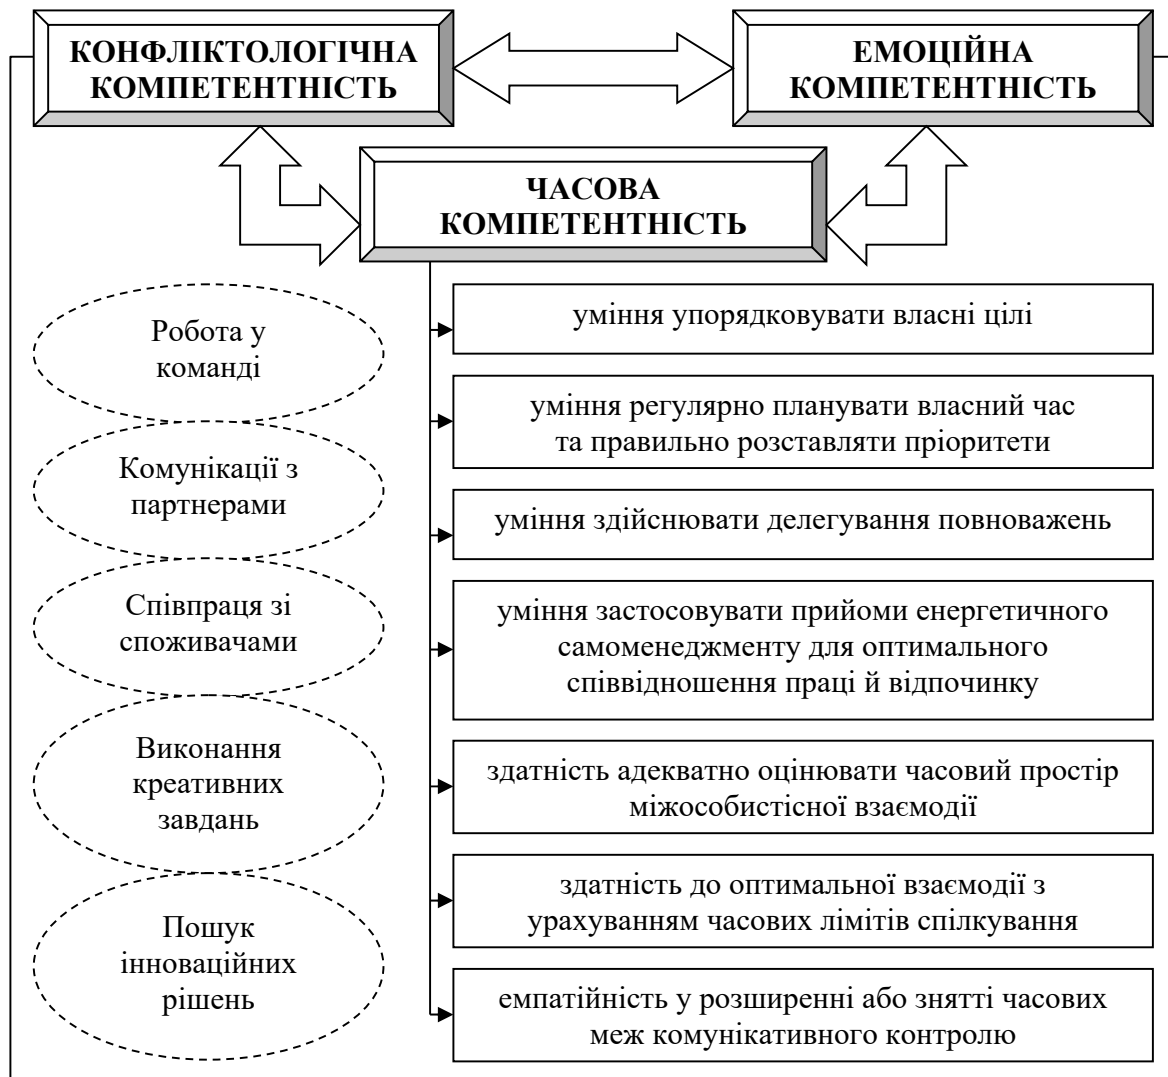 КОНФЛІКТОЛОГІЧНА
КОМПЕТЕНТНІСТЬ
ЕМОЦІЙНА
КОМПЕТЕНТНІСТЬ
ЧАСОВА
КОМПЕТЕНТНІСТЬ
Робота у
команді
Комунікації з
партнерами
Співпраця зі
споживачами
Виконання
креативних
завдань
Пошук
інноваційних
рішень
уміння упорядковувати власні цілі
уміння регулярно планувати власний час
та правильно розставляти пріоритети
уміння здійснювати делегування повноважень
уміння застосовувати прийоми енергетичного
самоменеджменту для оптимального
співвідношення праці й відпочинку
здатність адекватно оцінювати часовий простір
міжособистісної взаємодії
здатність до оптимальної взаємодії з
урахуванням часових лімітів спілкування
емпатійність у розширенні або знятті часових
меж комунікативного контролю